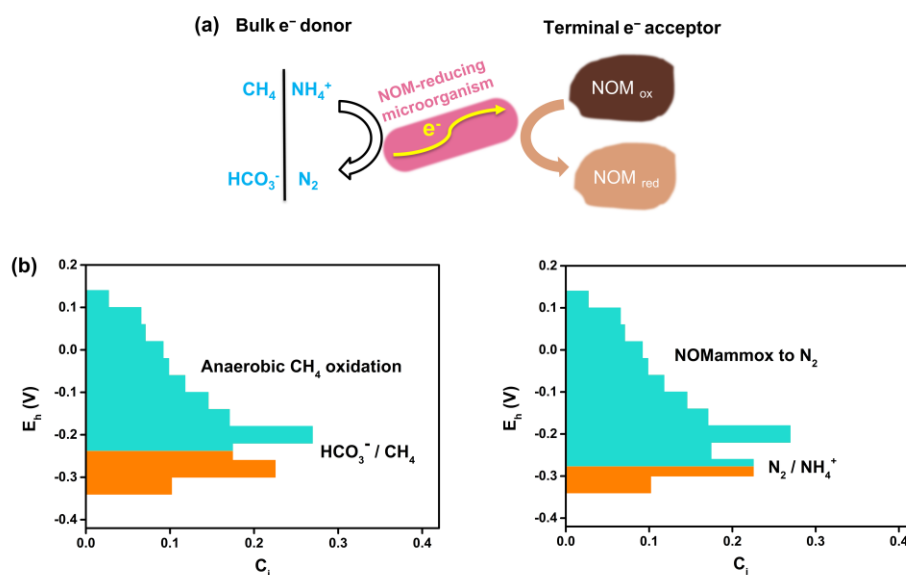 (a) Bulk e⁻ donor Terminal e⁻ acceptor
CH₄ NH₄⁺
NOM-reducing
microorganism
e⁻
NOM ox
HCO₃⁻ N₂
NOM red
(b)
0.2
0.1
0.0
-0.1
-0.2
-0.3
-0.4
Eₕ (V)
Anaerobic CH₄ oxidation
HCO₃⁻ / CH₄
0.0 0.1 0.2 0.3 0.4
Cᵢ
0.2
0.1
0.0
-0.1
-0.2
-0.3
-0.4
Eₕ (V)
NOMammox to N₂
N₂ / NH₄⁺
0.0 0.1 0.2 0.3 0.4
Cᵢ